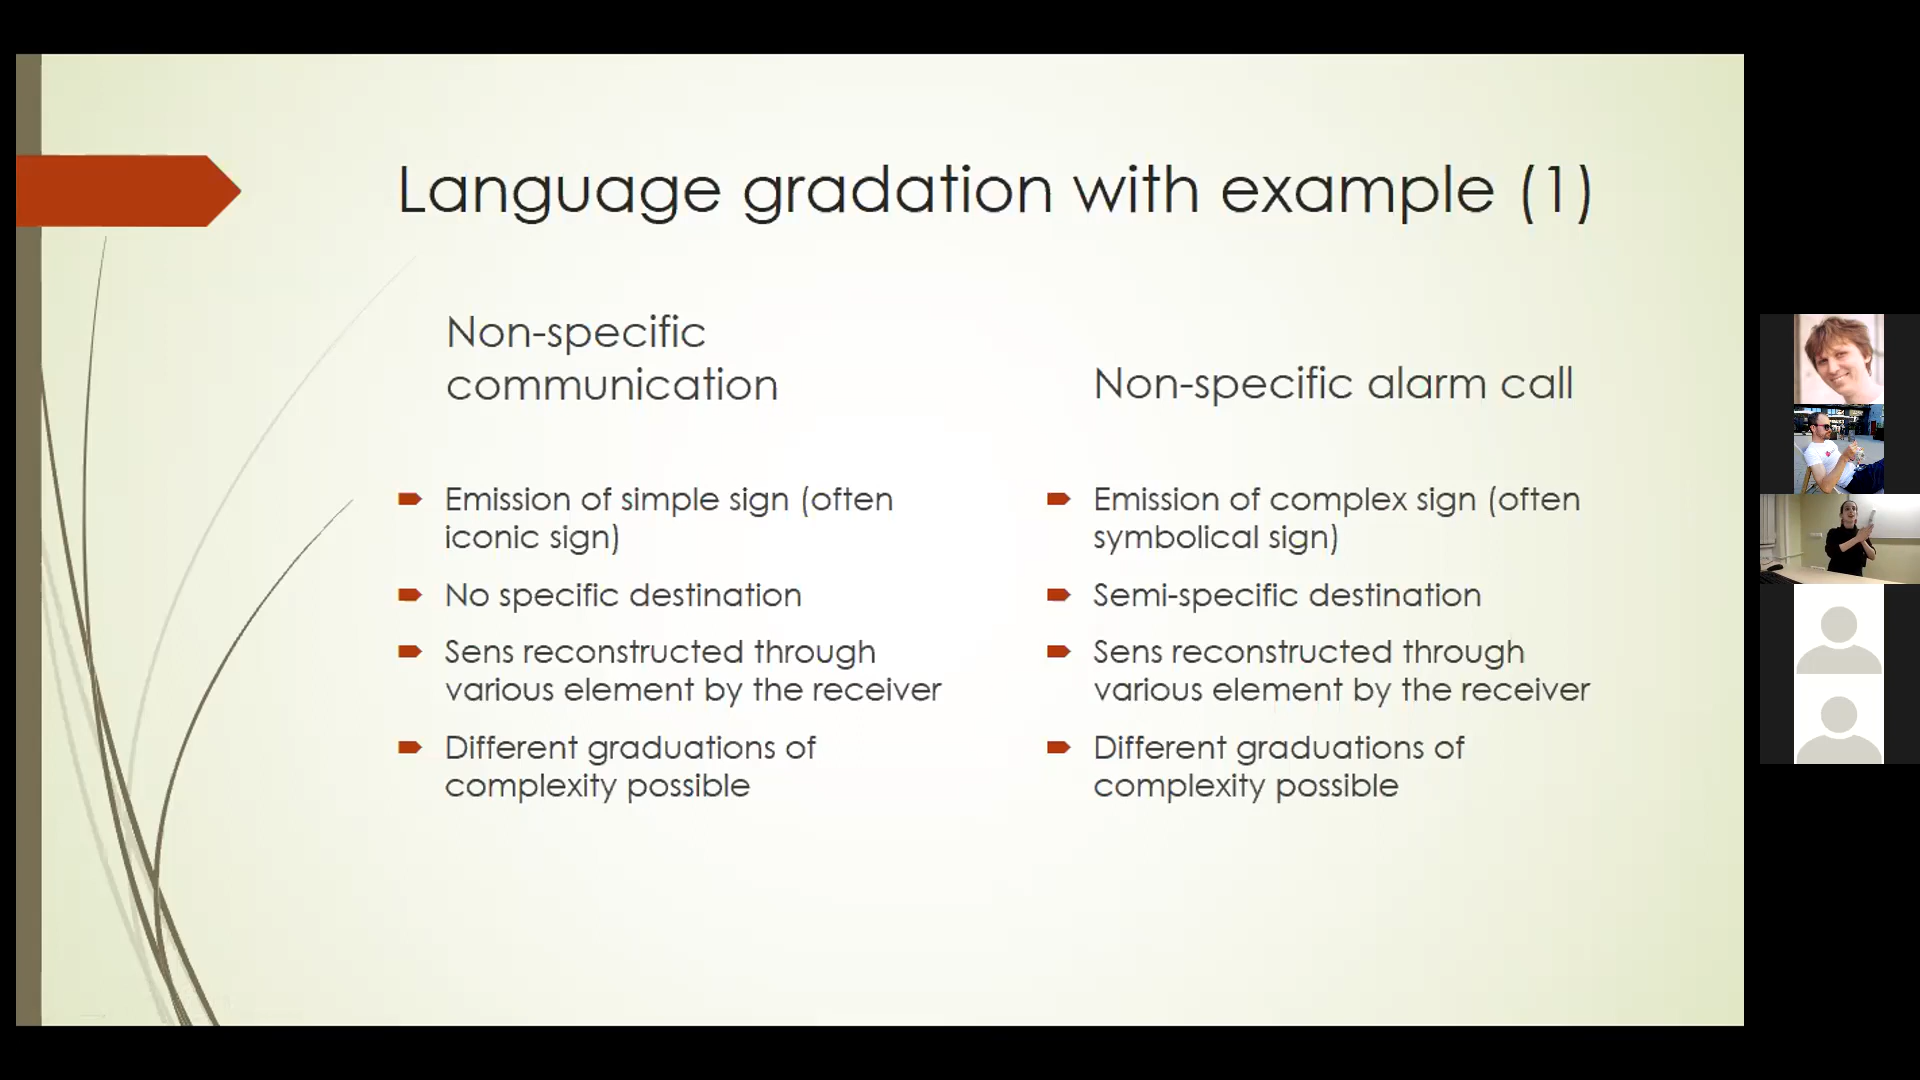 Language gradation with example (1)
Non-specific
communication
Emission of simple sign (often
iconic sign)
No specific destination
Sens reconstructed through
various element by the receiver
Different graduations of
complexity possible
Non-specific alarm call
Emission of complex sign (often
symbolical sign)
Semi-specific destination
Sens reconstructed through
various element by the receiver
Different graduations of
complexity possible